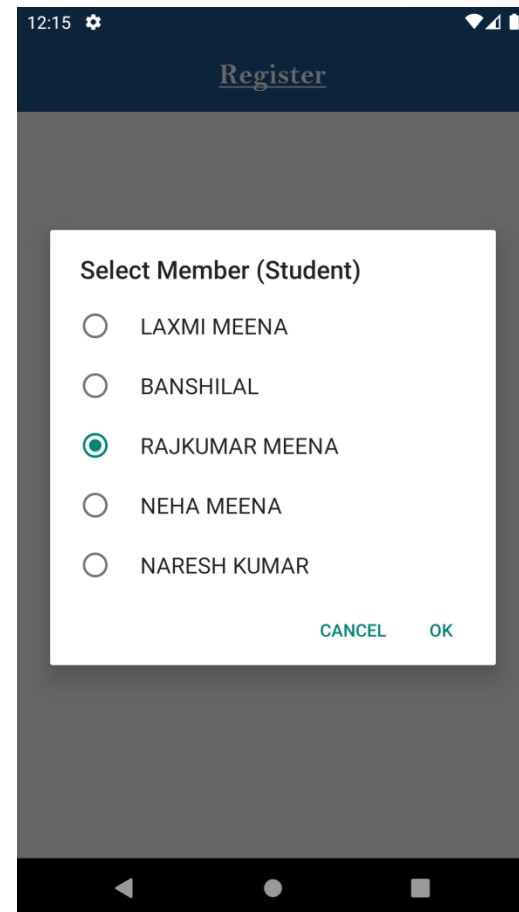 12:15
Register
Select Member (Student)
LAXMI MEENA
BANSHILAL
RAJKUMAR MEENA
NEHA MEENA
NARESH KUMAR
CANCEL OK